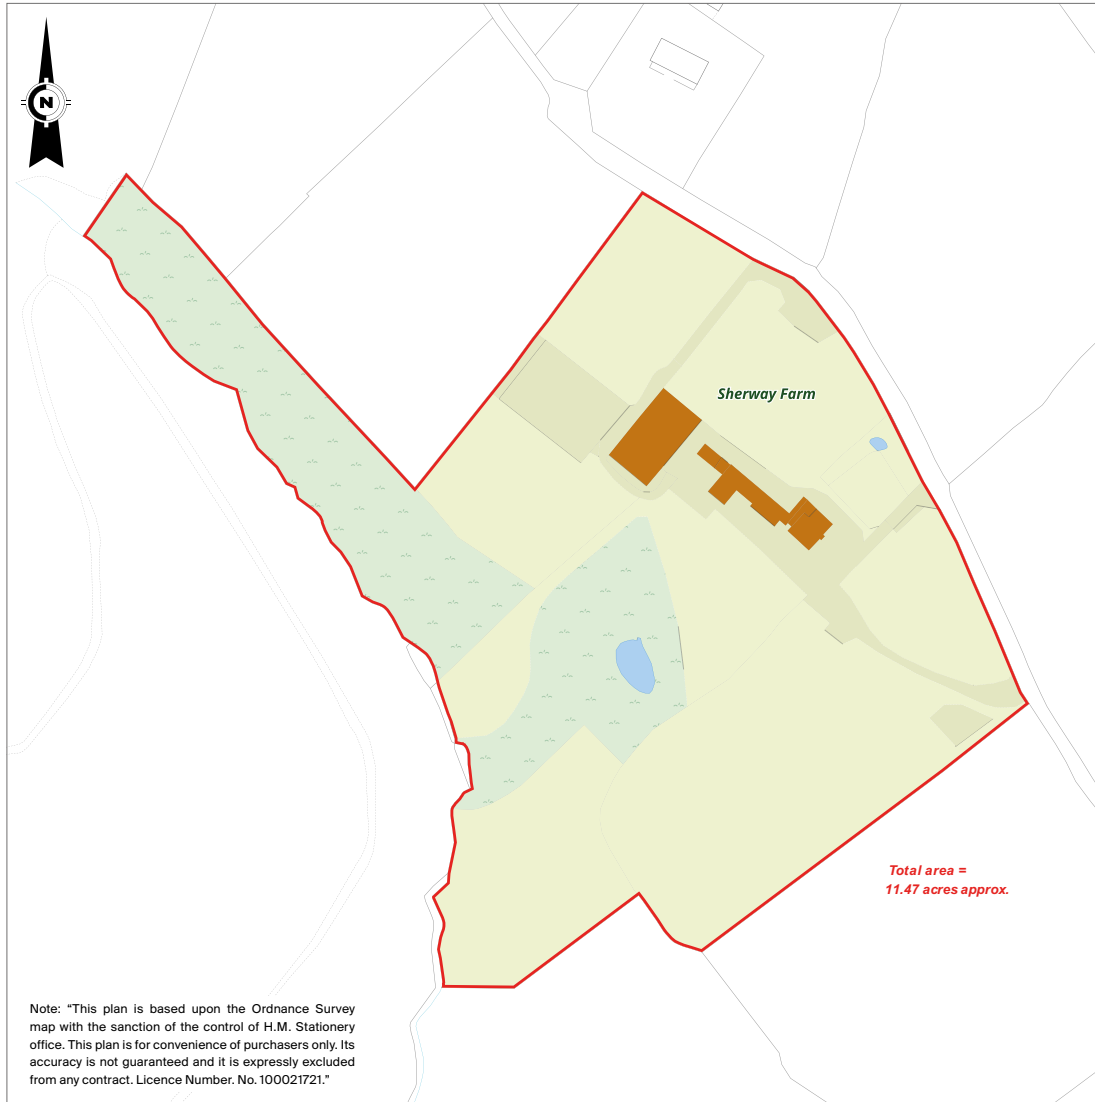 N
Sherway Farm
Total area =
11.47 acres approx.
Note: “This plan is based upon the Ordnance Survey
map with the sanction of the control of H.M. Stationery
office. This plan is for convenience of purchasers only. Its
accuracy is not guaranteed and it is expressly excluded
from any contract. Licence Number. No. 100021721.”